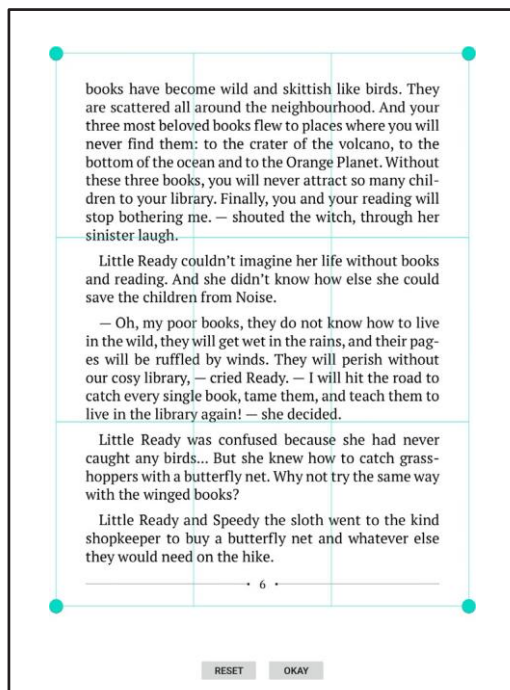 books have become wild and skittish like birds. They
are scattered all around the neighbourhood. And your
three most beloved books flew to places where you will
never find them: to the crater of the volcano, to the
bottom of the ocean and to the Orange Planet. Without
these three books, you will never attract so many chil-
dren to your library. Finally, you and your reading will
stop bothering me. — shouted the witch, through her
sinister laugh.
Little Ready couldn’t imagine her life without books
and reading. And she didn’t know how else she could
save the children from Noise.
— Oh, my poor books, they do not know how to live
in the wild, they will get wet in the rains, and their pag-
es will be ruffled by winds. They will perish without
our cosy library, — cried Ready. — I will hit the road to
catch every single book, tame them, and teach them to
live in the library again! — she decided.
Little Ready was confused because she had never
caught any birds... But she knew how to catch grass-
hoppers with a butterfly net. Why not try the same way
with the winged books?
Little Ready and Speedy the sloth went to the kind
shopkeeper to buy a butterfly net and whatever else
they would need on the hike.
• 6 •
RESET OKAY